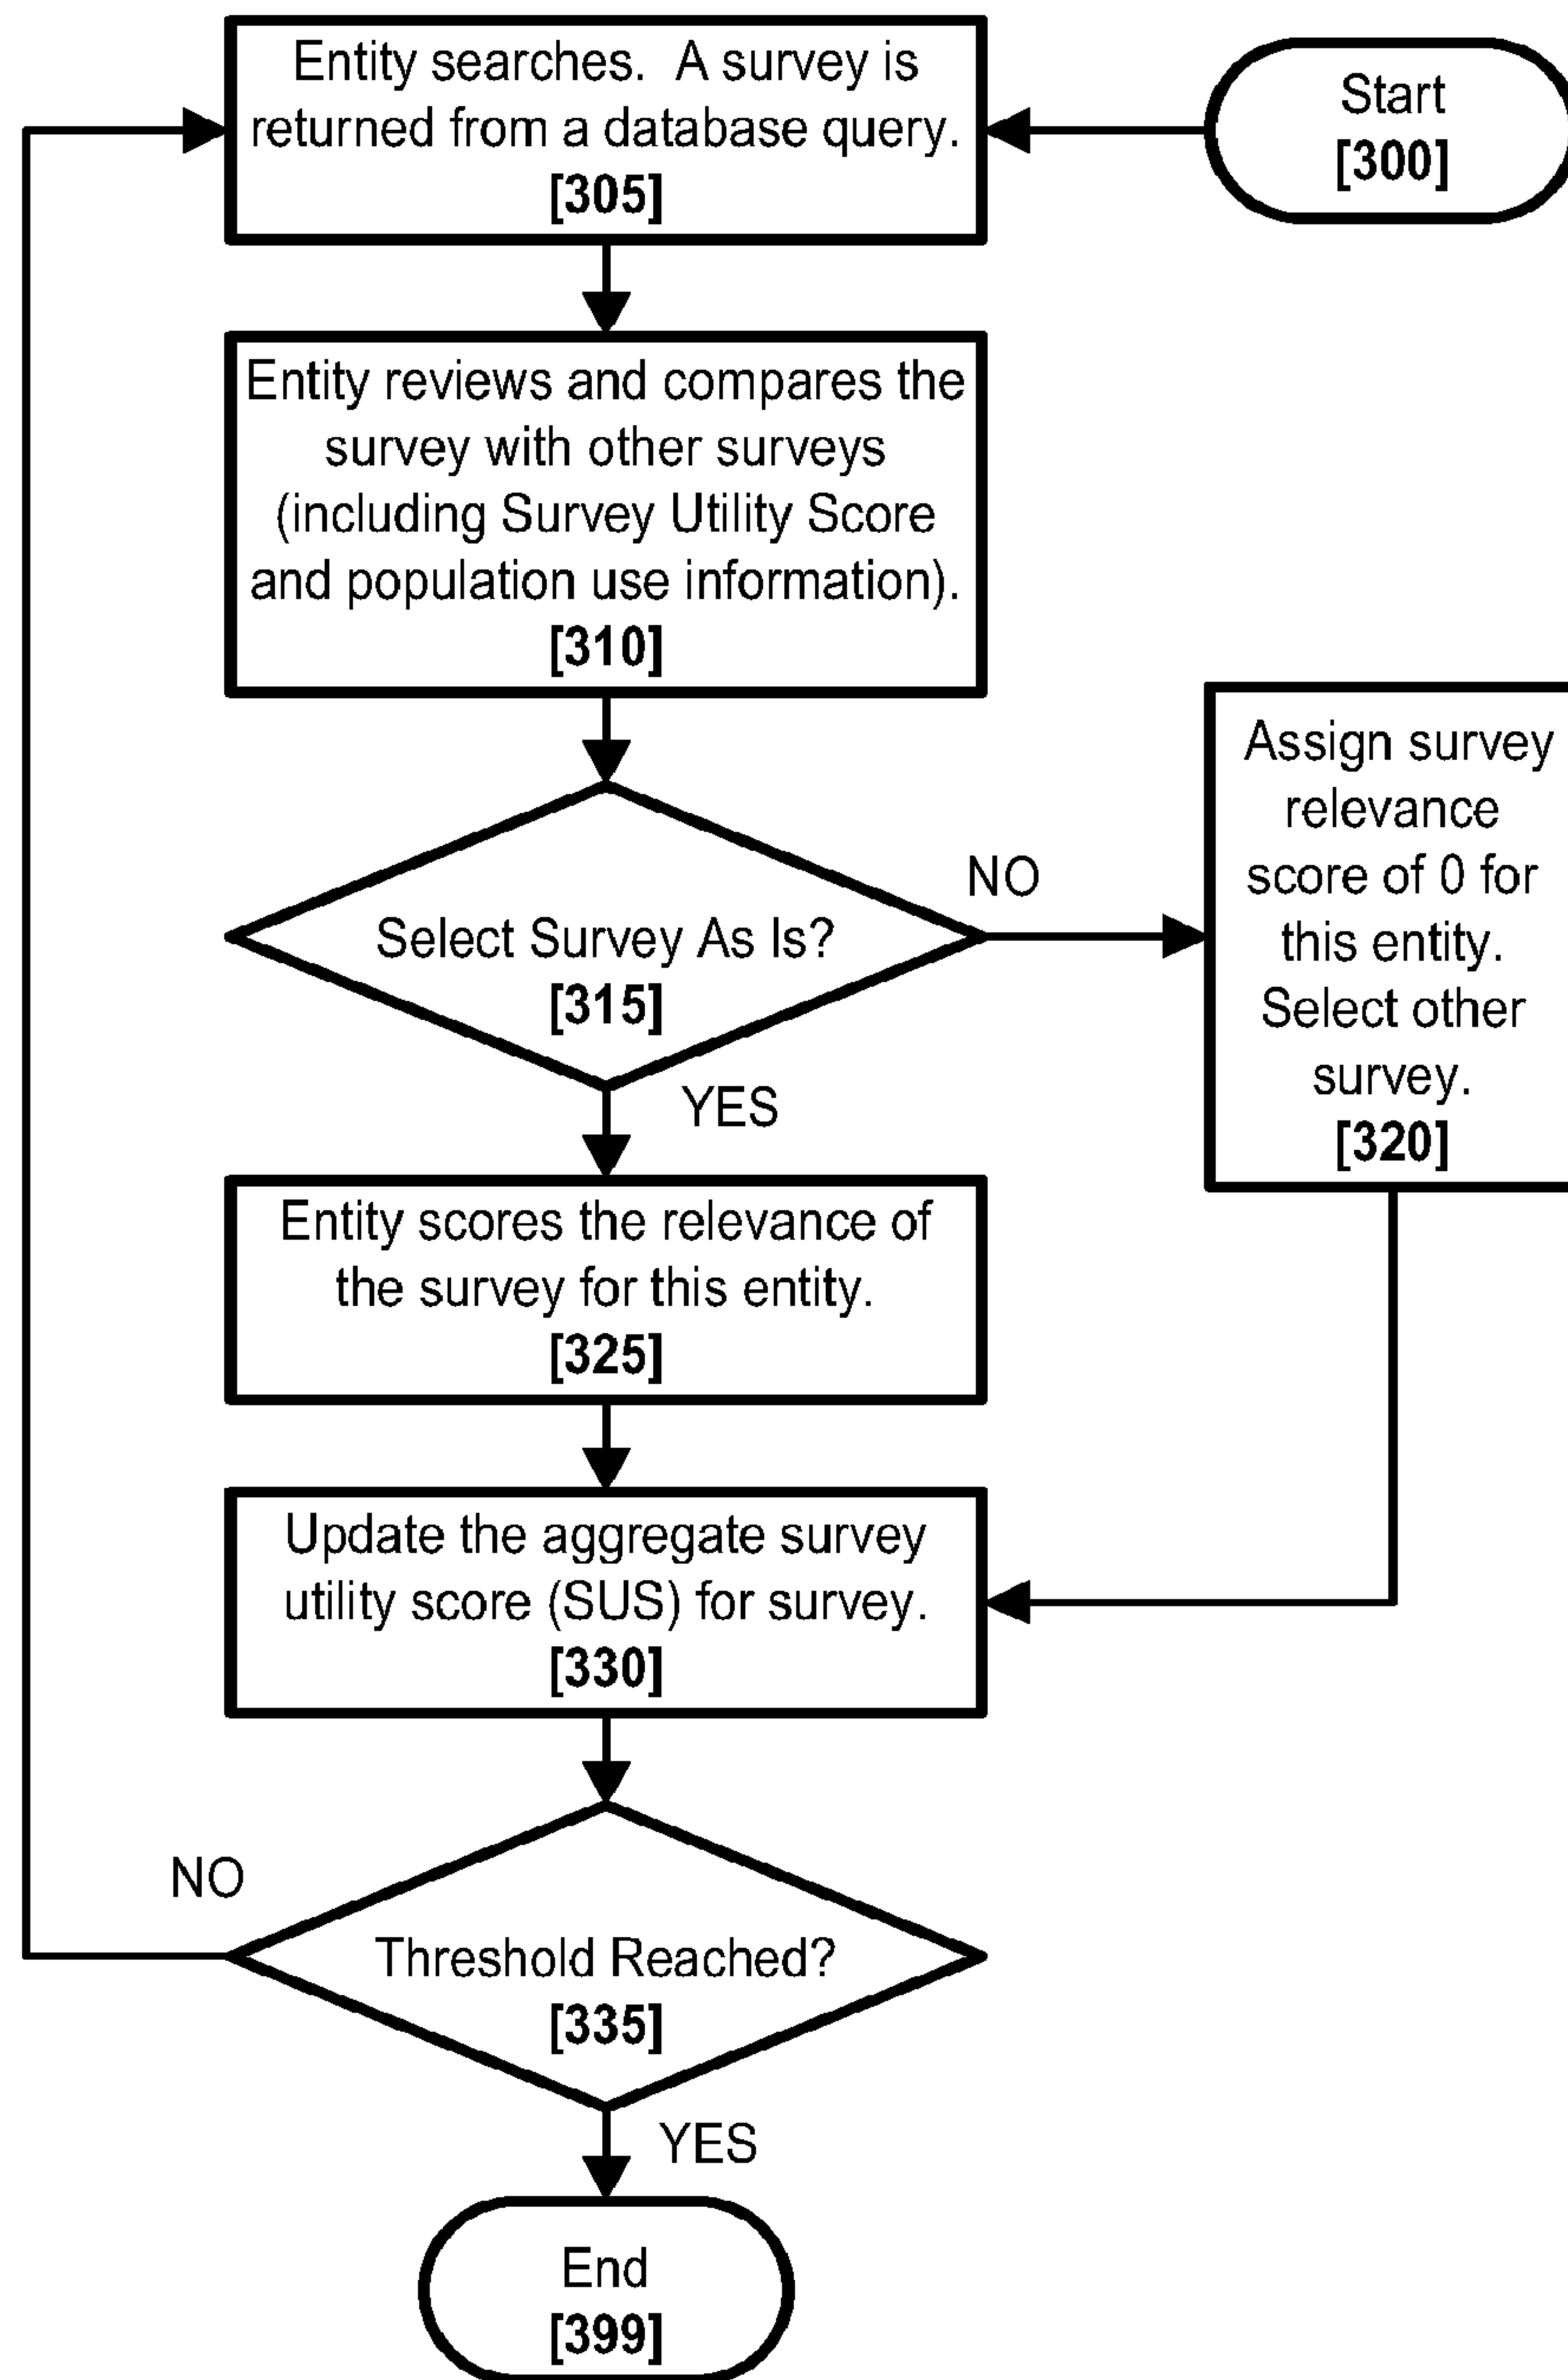 Entity searches. A survey is
returned from a database query.
[305]
Start
[300]
Entity reviews and compares the
survey with other surveys
(including Survey Utility Score
and population use information).
[310]
Select Survey As Is?
[315]
NO
Assign survey
relevance
score of 0 for
this entity.
Select other
survey.
[320]
YES
Entity scores the relevance of
the survey for this entity.
[325]
Update the aggregate survey
utility score (SUS) for survey.
[330]
NO
Threshold Reached?
[335]
YES
End
[399]